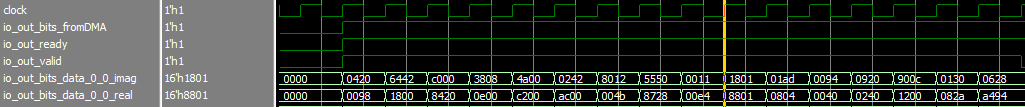 clock 1'h1
io_out_bits_fromDMA 1'h1
io_out_ready 1'h1
io_out_valid 1'h1
io_out_bits_data_0_0_imag 16'h1801 0000 0420 6442 c000 3808 4a00 0242 8012 5550 0011 1801 01ad 0094 0920 900c 0130 0628
io_out_bits_data_0_0_real 16'h8801 0000 0098 1800 8420 0e00 c200 ac00 004b 8728 00e4 8801 0804 0040 0240 1200 082a a494